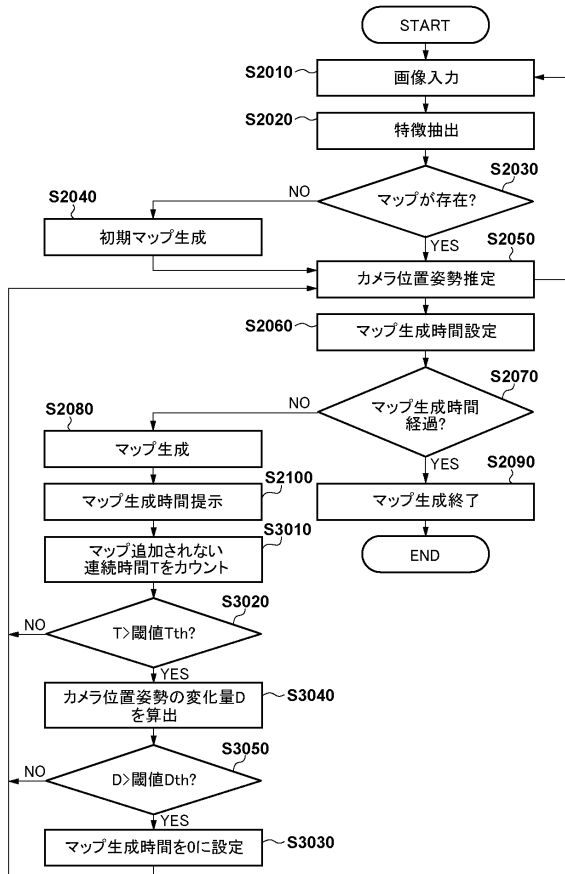 START
S2010
画像入力
S2020
特徴抽出
S2030
マップが存在?
NO
YES
S2040
初期マップ生成
S2050
カメラ位置姿勢推定
S2060
マップ生成時間設定
S2070
マップ生成時間
経過?
NO
YES
S2080
マップ生成
S2090
マップ生成終了
END
S2100
マップ生成時間提示
S3010
マップ追加されない
連続時間Tをカウント
S3020
T>閾値Tth?
NO
YES
S3040
カメラ位置姿勢の変化量D
を算出
S3050
D>閾値Dth?
NO
YES
S3030
マップ生成時間を0に設定